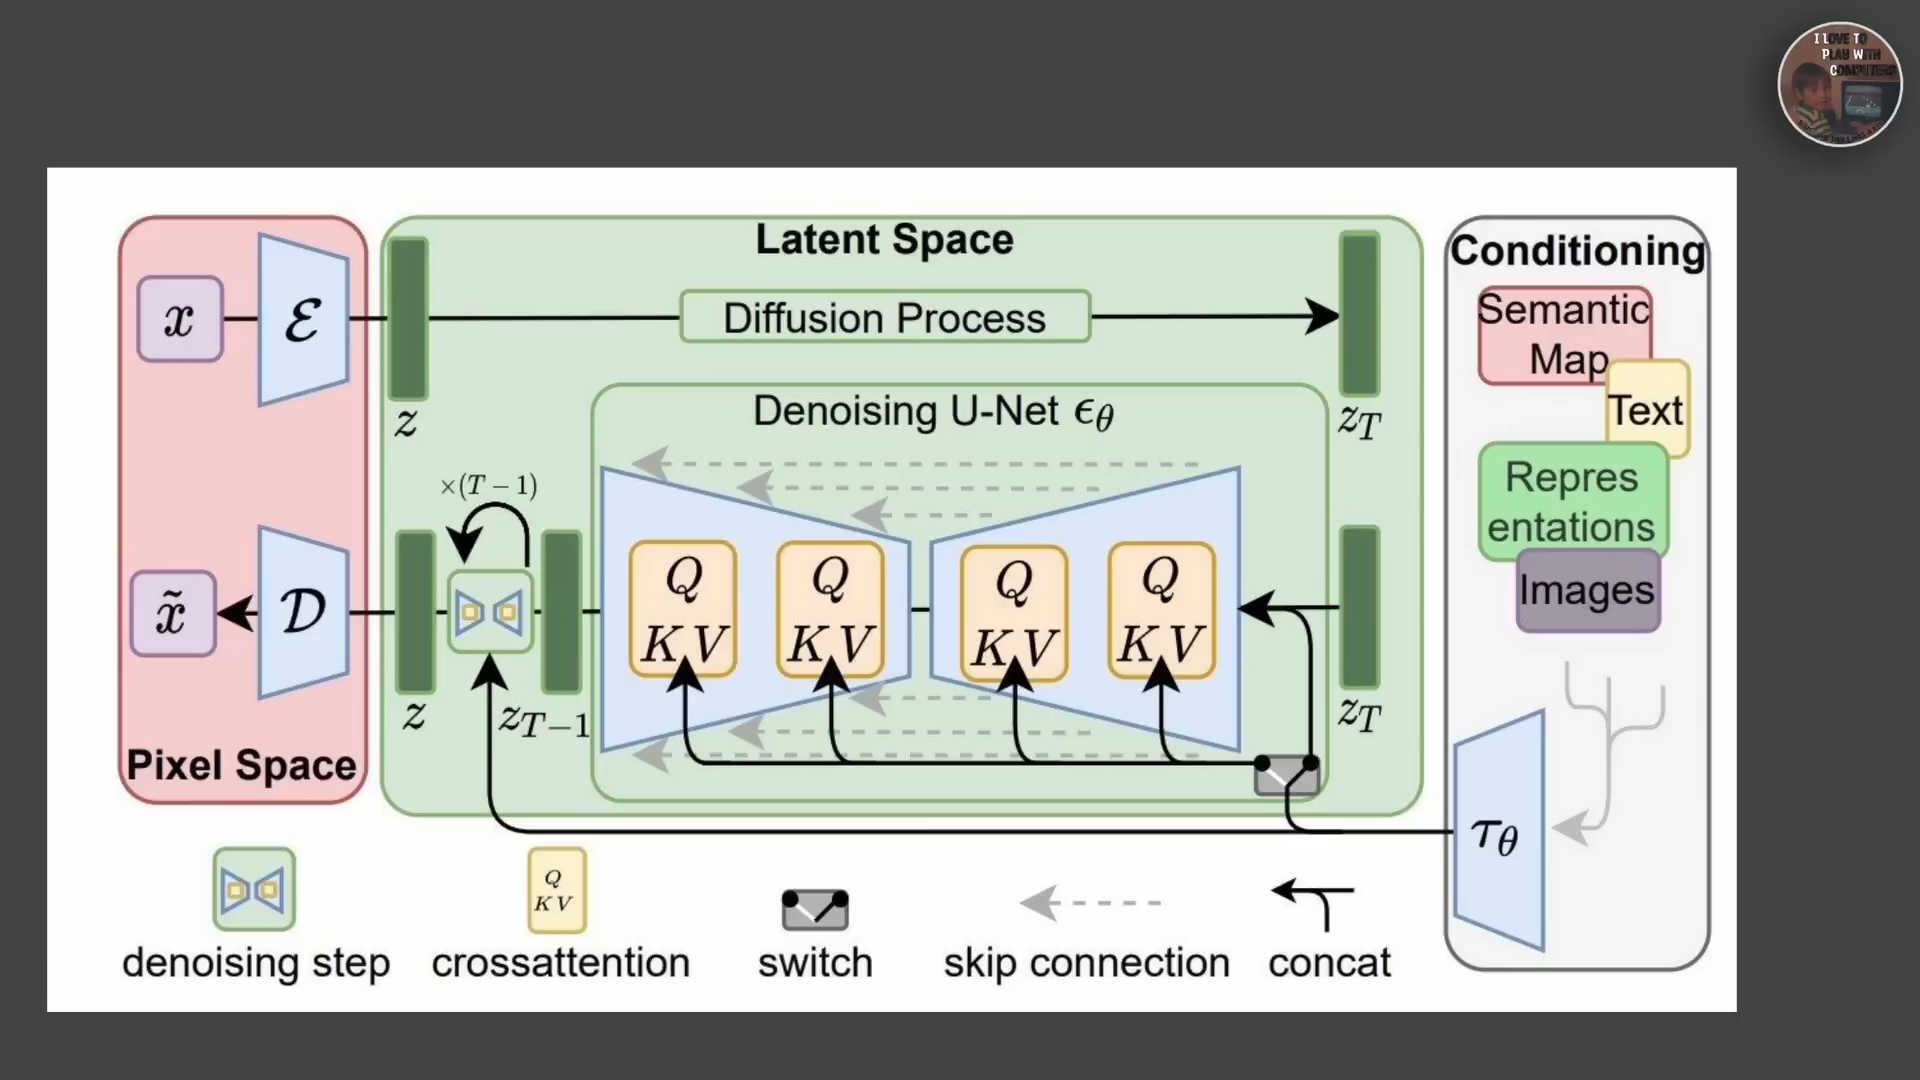 I LOVE TO
PLAY WITH
COMPUTERS
Latent Space
Conditioning
Semantic
Map
Text
Repres
entations
Images
x
ℰ
Diffusion Process
z
z_T
Denoising U-Net ϵ_θ
×(T − 1)
Q
K V
Q
K V
Q
K V
Q
K V
x̃
𝒟
z
z_{T−1}
z_T
Pixel Space
τ_θ
Q
K V
denoising step
crossattention
switch
skip connection
concat